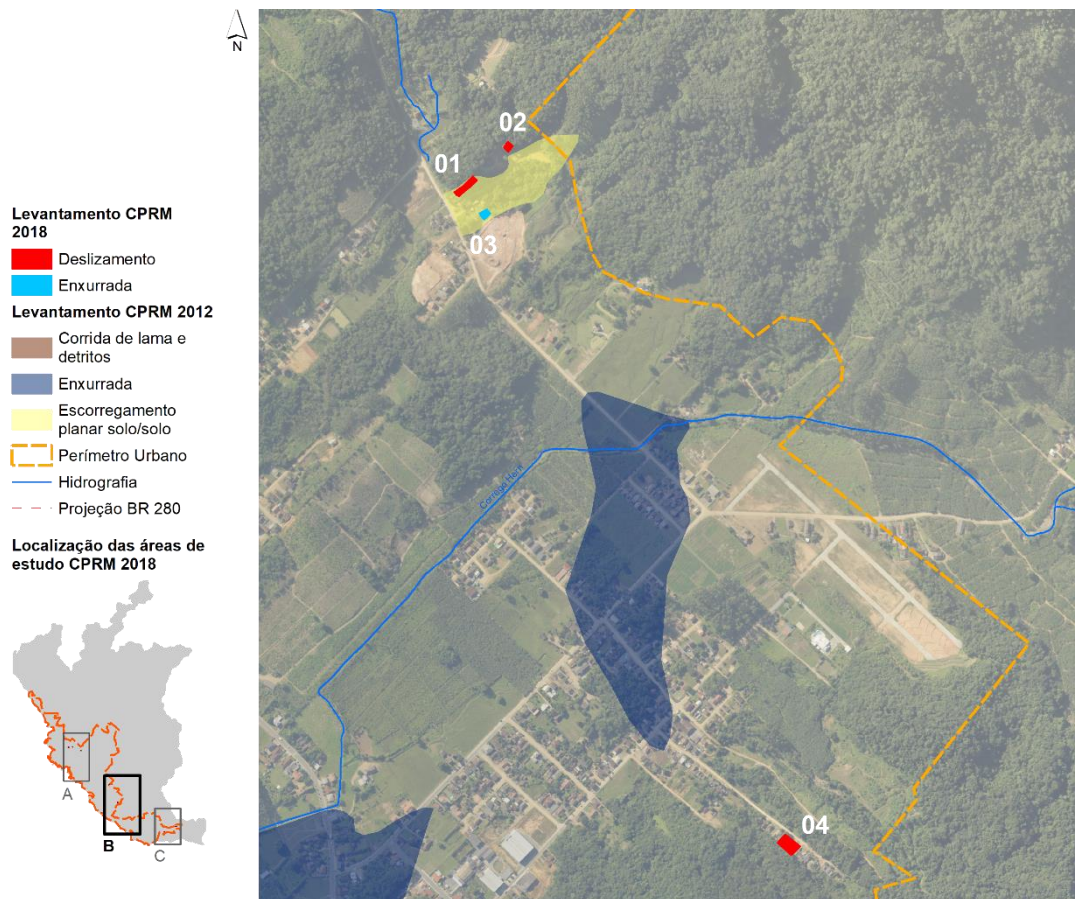 N
Levantamento CPRM
2018
Deslizamento
Enxurrada
Levantamento CPRM 2012
Corrida de lama e
detritos
Enxurrada
Escorregamento
planar solo/solo
Perímetro Urbano
Hidrografia
Projeção BR 280
Localização das áreas de
estudo CPRM 2018
A
B
C
02
01
03
04